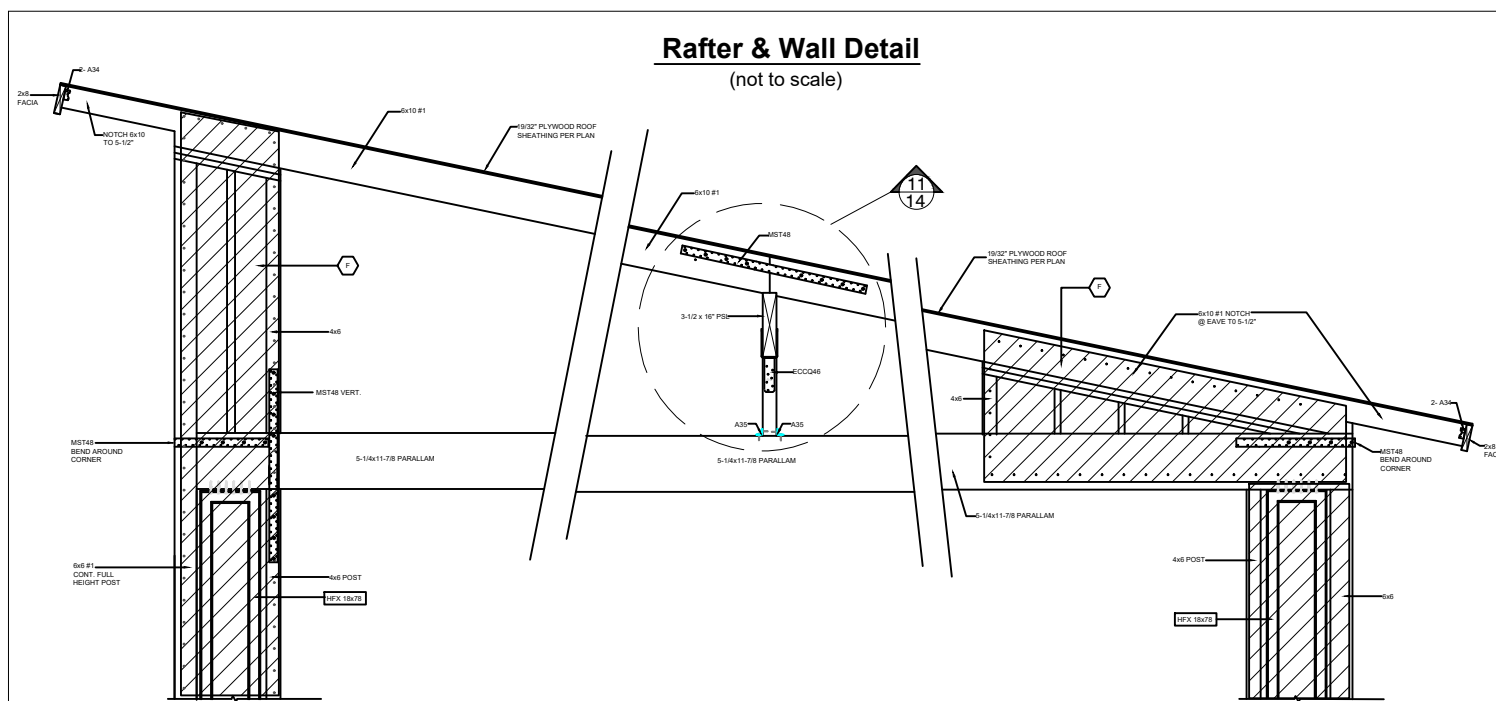 Rafter & Wall Detail
(not to scale)
2- A34
2x8
FACIA
NOTCH 6x10
TO 5-1/2"
6x10 #1
19/32" PLYWOOD ROOF
SHEATHING PER PLAN
6x10 #1
11
14
MST48
19/32" PLYWOOD ROOF
SHEATHING PER PLAN
F
F
6x10 #1 NOTCH
@ EAVE T0 5-1/2"
3-1/2 x 16" PSL
4x6
ECCQ46
MST48 VERT.
4x6
2- A34
MST48
BEND AROUND
CORNER
A35
A35
5-1/4x11-7/8 PARALLAM
5-1/4x11-7/8 PARALLAM
MST48
BEND AROUND
CORNER
2x8
FAC
5-1/4x11-7/8 PARALLAM
6x6 #1
CONT. FULL
HEIGHT POST
4x6 POST
HFX 18x78
4x6 POST
6x6
HFX 18x78